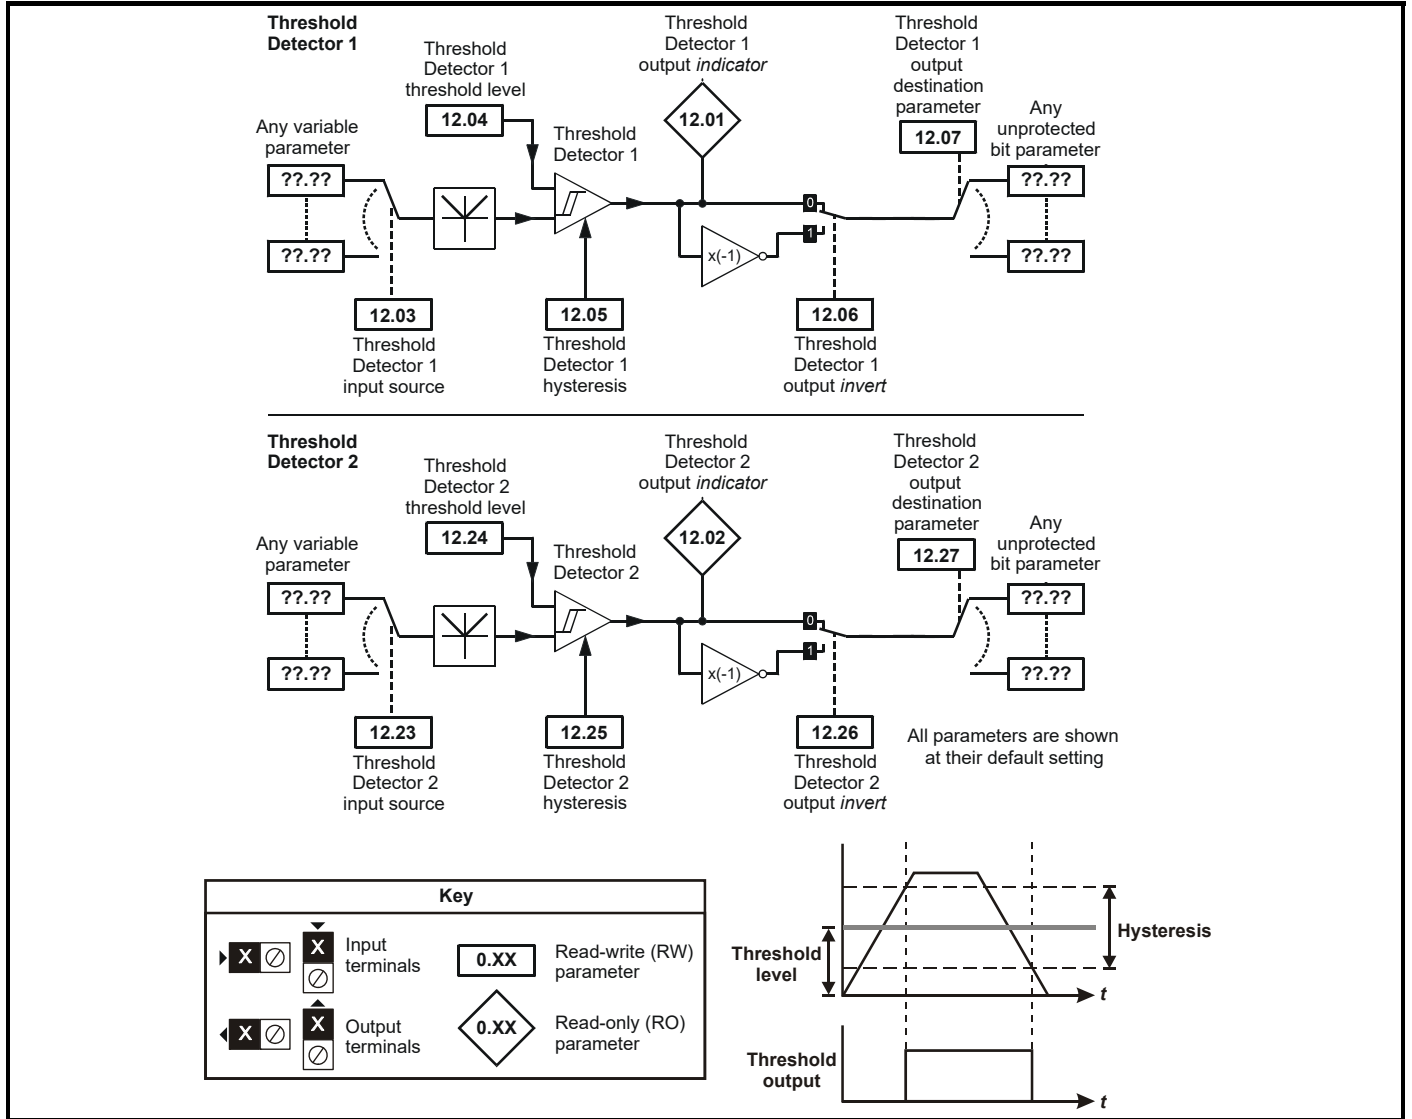 Threshold
Detector 1
Threshold
Detector 1
threshold level
12.04
Threshold
Detector 1
output indicator
12.01
Threshold
Detector 1
output
destination
parameter
12.07
Any variable
parameter
??.??
??.??
Threshold
Detector 1
Any
unprotected
bit parameter
??.??
??.??
0
1
x(-1)
12.03
Threshold
Detector 1
input source
12.05
Threshold
Detector 1
hysteresis
12.06
Threshold
Detector 1
output invert
Threshold
Detector 2
Threshold
Detector 2
threshold level
12.24
Threshold
Detector 2
output indicator
12.02
Threshold
Detector 2
output
destination
parameter
12.27
Any variable
parameter
??.??
??.??
Threshold
Detector 2
Any
unprotected
bit parameter
??.??
??.??
0
1
x(-1)
12.23
Threshold
Detector 2
input source
12.25
Threshold
Detector 2
hysteresis
12.26
Threshold
Detector 2
output invert
All parameters are shown
at their default setting
Key
X
X
Input
terminals
0.XX
Read-write (RW)
parameter
X
X
Output
terminals
0.XX
Read-only (RO)
parameter
Threshold
level
Hysteresis
t
Threshold
output
t